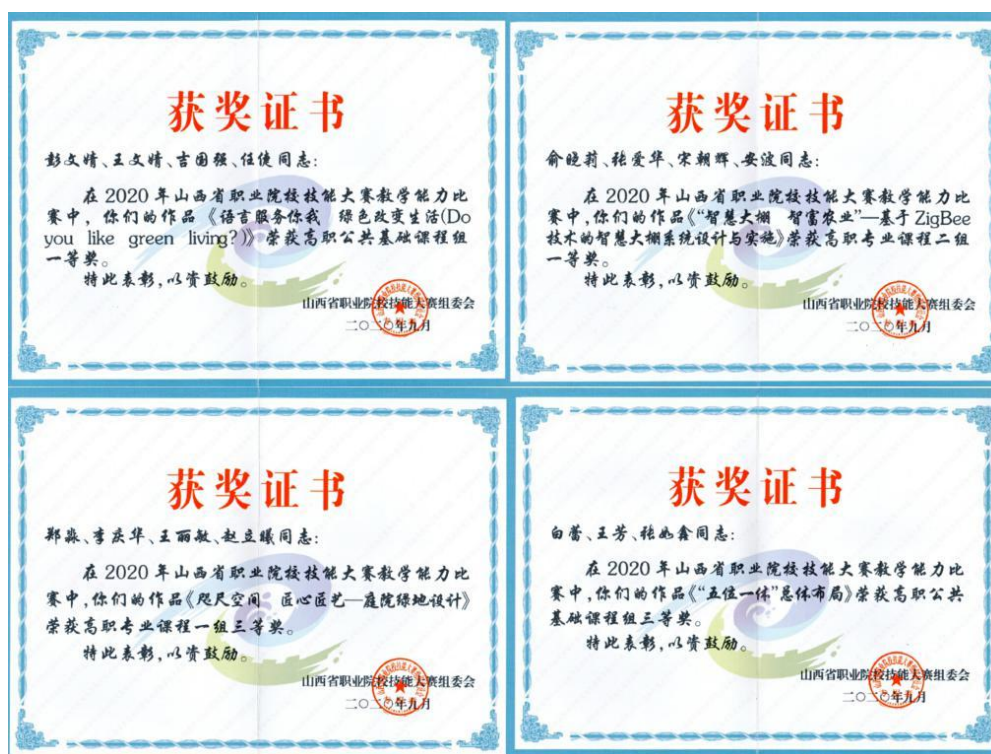 获奖证书
彭文婧、王文婧、吉国强、任健同志:
在2020年山西省职业院校技能大赛教学能力比
赛中, 你们的作品《语言服务你我 绿色改变生活(Do
you like green living?)》荣获高职公共基础课程组
一等奖。
特此表彰,以资鼓励。
山西省职业院校技能大赛组委会
二〇二〇年九月
获奖证书
俞晓莉、张爱华、宋朝辉、安波同志:
在2020年山西省职业院校技能大赛教学能力比
赛中,你们的作品《“智慧大棚 智富农业”—基于ZigBee
技术的智慧大棚系统设计与实施》荣获高职专业课程二组
一等奖。
特此表彰,以资鼓励。
山西省职业院校技能大赛组委会
二〇二〇年九月
获奖证书
郑淼、李庆华、王丽敏、赵立曦同志:
在2020年山西省职业院校技能大赛教学能力比
赛中,你们的作品《咫尺空间 匠心匠艺—庭院绿地设计》
荣获高职专业课程一组三等奖。
特此表彰,以资鼓励。
山西省职业院校技能大赛组委会
二〇二〇年九月
获奖证书
白蕾、王芳、张屹鑫同志:
在2020年山西省职业院校技能大赛教学能力比
赛中,你们的作品《“五位一体”总体布局》荣获高职公共
基础课程组三等奖。
特此表彰,以资鼓励。
山西省职业院校技能大赛组委会
二〇二〇年九月